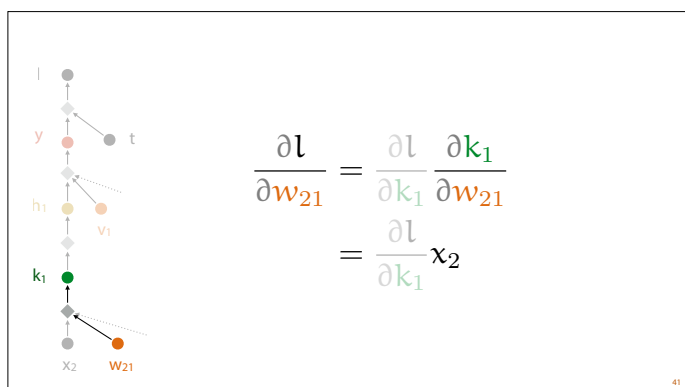 l
y
t
h₁
v₁
k₁
x₂
w₂₁
∂l/∂w₂₁ = ∂l/∂k₁ ∂k₁/∂w₂₁
= ∂l/∂k₁ x₂
41